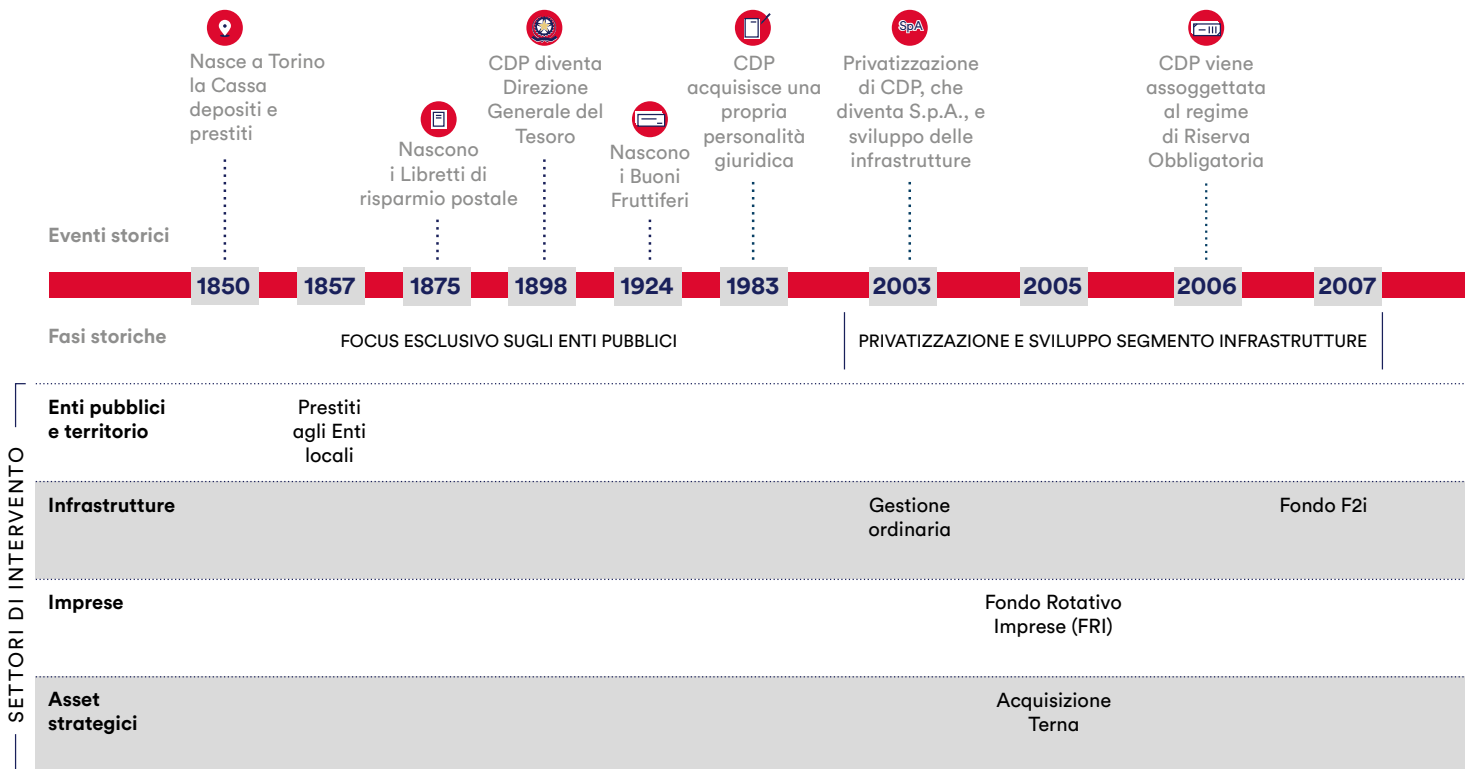 Nasce a Torino
la Cassa
depositi e
prestiti
Nascono
i Libretti di
risparmio postale
CDP diventa
Direzione
Generale del
Tesoro
Nascono
i Buoni
Fruttiferi
CDP
acquisisce una
propria
personalità
giuridica
SpA
Privatizzazione
di CDP, che
diventa S.p.A., e
sviluppo delle
infrastrutture
CDP viene
assoggettata
al regime
di Riserva
Obbligatoria
Eventi storici
1850 1857 1875 1898 1924 1983 2003 2005 2006 2007
Fasi storiche
FOCUS ESCLUSIVO SUGLI ENTI PUBBLICI
PRIVATIZZAZIONE E SVILUPPO SEGMENTO INFRASTRUTTURE
SETTORI DI INTERVENTO
Enti pubblici
e territorio
Prestiti
agli Enti
locali
Infrastrutture
Gestione
ordinaria
Fondo F2i
Imprese
Fondo Rotativo
Imprese (FRI)
Asset
strategici
Acquisizione
Terna